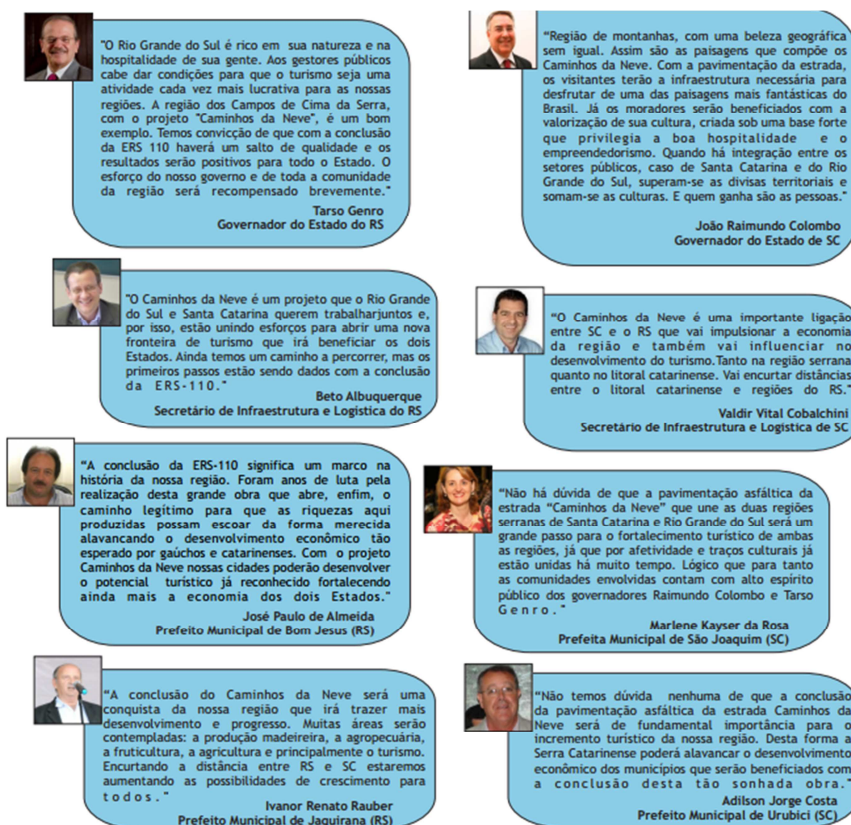 "O Rio Grande do Sul é rico em sua natureza e na
hospitalidade de sua gente. Aos gestores públicos
cabe dar condições para que o turismo seja uma
atividade cada vez mais lucrativa para as nossas
regiões. A região dos Campos de Cima da Serra,
com o projeto "Caminhos da Neve", é um bom
exemplo. Temos convicção de que com a conclusão
da ERS 110 haverá um salto de qualidade e os
resultados serão positivos para todo o Estado. O
esforço do nosso governo e de toda a comunidade
da região será recompensado brevemente."
Tarso Genro
Governador do Estado do RS
"Região de montanhas, com uma beleza geográfica
sem igual. Assim são as paisagens que compõe os
Caminhos da Neve. Com a pavimentação da estrada,
os visitantes terão a infraestrutura necessária para
desfrutar de uma das paisagens mais fantásticas do
Brasil. Já os moradores serão beneficiados com a
valorização de sua cultura, criada sob uma base forte
que privilegia a boa hospitalidade e o
empreendedorismo. Quando há integração entre os
setores públicos, caso de Santa Catarina e do Rio
Grande do Sul, superam-se as divisas territoriais e
somam-se as culturas. E quem ganha são as pessoas."
João Raimundo Colombo
Governador do Estado de SC
"O Caminhos da Neve é um projeto que o Rio Grande
do Sul e Santa Catarina querem trabalharjuntos e,
por isso, estão unindo esforços para abrir uma nova
fronteira de turismo que irá beneficiar os dois
Estados. Ainda temos um caminho a percorrer, mas os
primeiros passos estão sendo dados com a conclusão
da ERS-110."
Beto Albuquerque
Secretário de Infraestrutura e Logística do RS
"O Caminhos da Neve é uma importante ligação
entre SC e o RS que vai impulsionar a economia
da região e também vai influenciar no
desenvolvimento do turismo.Tanto na região serrana
quanto no litoral catarinense. Vai encurtar distâncias
entre o litoral catarinense e regiões do RS."
Valdir Vital Cobalchini
Secretário de Infraestrutura e Logística de SC
"A conclusão da ERS-110 significa um marco na
história da nossa região. Foram anos de luta pela
realização desta grande obra que abre, enfim, o
caminho legítimo para que as riquezas aqui
produzidas possam escoar da forma merecida
alavancando o desenvolvimento econômico tão
esperado por gaúchos e catarinenses. Com o projeto
Caminhos da Neve nossas cidades poderão desenvolver
o potencial turístico já reconhecido fortalecendo
ainda mais a economia dos dois Estados."
José Paulo de Almeida
Prefeito Municipal de Bom Jesus (RS)
"Não há dúvida de que a pavimentação asfáltica da
estrada "Caminhos da Neve" que une as duas regiões
serranas de Santa Catarina e Rio Grande do Sul será um
grande passo para o fortalecimento turístico de ambas
as regiões, já que por afetividade e traços culturais já
estão unidas há muito tempo. Lógico que para tanto
as comunidades envolvidas contam com alto espírito
público dos governadores Raimundo Colombo e Tarso
Genro."
Marlene Kayser da Rosa
Prefeita Municipal de São Joaquim (SC)
"A conclusão do Caminhos da Neve será uma
conquista da nossa região que irá trazer mais
desenvolvimento e progresso. Muitas áreas serão
contempladas: a produção madeireira, a agropecuária,
a fruticultura, a agricultura e principalmente o turismo.
Encurtando a distância entre RS e SC estaremos
aumentando as possibilidades de crescimento para
todos."
Ivanor Renato Rauber
Prefeito Municipal de Jaquirana (RS)
"Não temos dúvida nenhuma de que a conclusão
da pavimentação asfáltica da estrada Caminhos da
Neve será de fundamental importância para o
incremento turístico da nossa região. Desta forma a
Serra Catarinense poderá alavancar o desenvolvimento
econômico dos municípios que serão beneficiados com
a conclusão desta tão sonhada obra."
Adilson Jorge Costa
Prefeito Municipal de Urubici (SC)